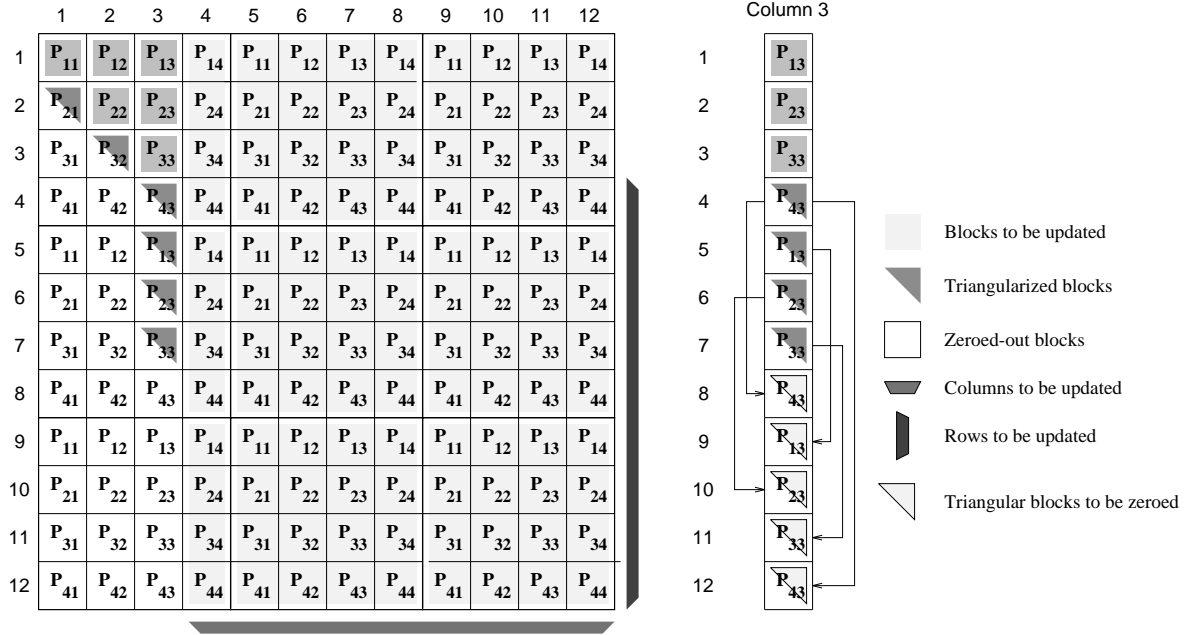 1 2 3 4 5 6 7 8 9 10 11 12 Column 3
1 P11 P12 P13 P14 P11 P12 P13 P14 P11 P12 P13 P14 1 P13
2 P21 P22 P23 P24 P21 P22 P23 P24 P21 P22 P23 P24 2 P23
3 P31 P32 P33 P34 P31 P32 P33 P34 P31 P32 P33 P34 3 P33
4 P41 P42 P43 P44 P41 P42 P43 P44 P41 P42 P43 P44 4 P43
5 P11 P12 P13 P14 P11 P12 P13 P14 P11 P12 P13 P14 5 P13
6 P21 P22 P23 P24 P21 P22 P23 P24 P21 P22 P23 P24 6 P23
7 P31 P32 P33 P34 P31 P32 P33 P34 P31 P32 P33 P34 7 P33
8 P41 P42 P43 P44 P41 P42 P43 P44 P41 P42 P43 P44 8 P43
9 P11 P12 P13 P14 P11 P12 P13 P14 P11 P12 P13 P14 9 P13
10 P21 P22 P23 P24 P21 P22 P23 P24 P21 P22 P23 P24 10 P23
11 P31 P32 P33 P34 P31 P32 P33 P34 P31 P32 P33 P34 11 P33
12 P41 P42 P43 P44 P41 P42 P43 P44 P41 P42 P43 P44 12 P43
Blocks to be updated
Triangularized blocks
Zeroed-out blocks
Columns to be updated
Rows to be updated
Triangular blocks to be zeroed